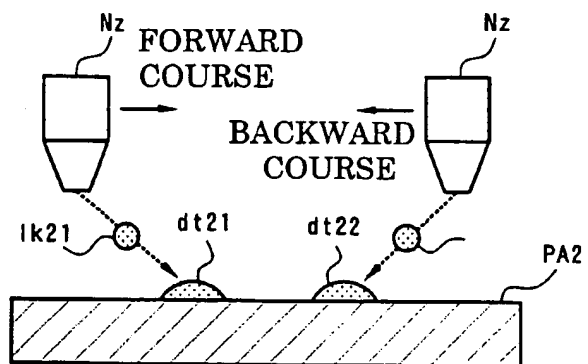 Nz
Nz
FORWARD
COURSE
BACKWARD
COURSE
Ik21
dt21
dt22
PA2